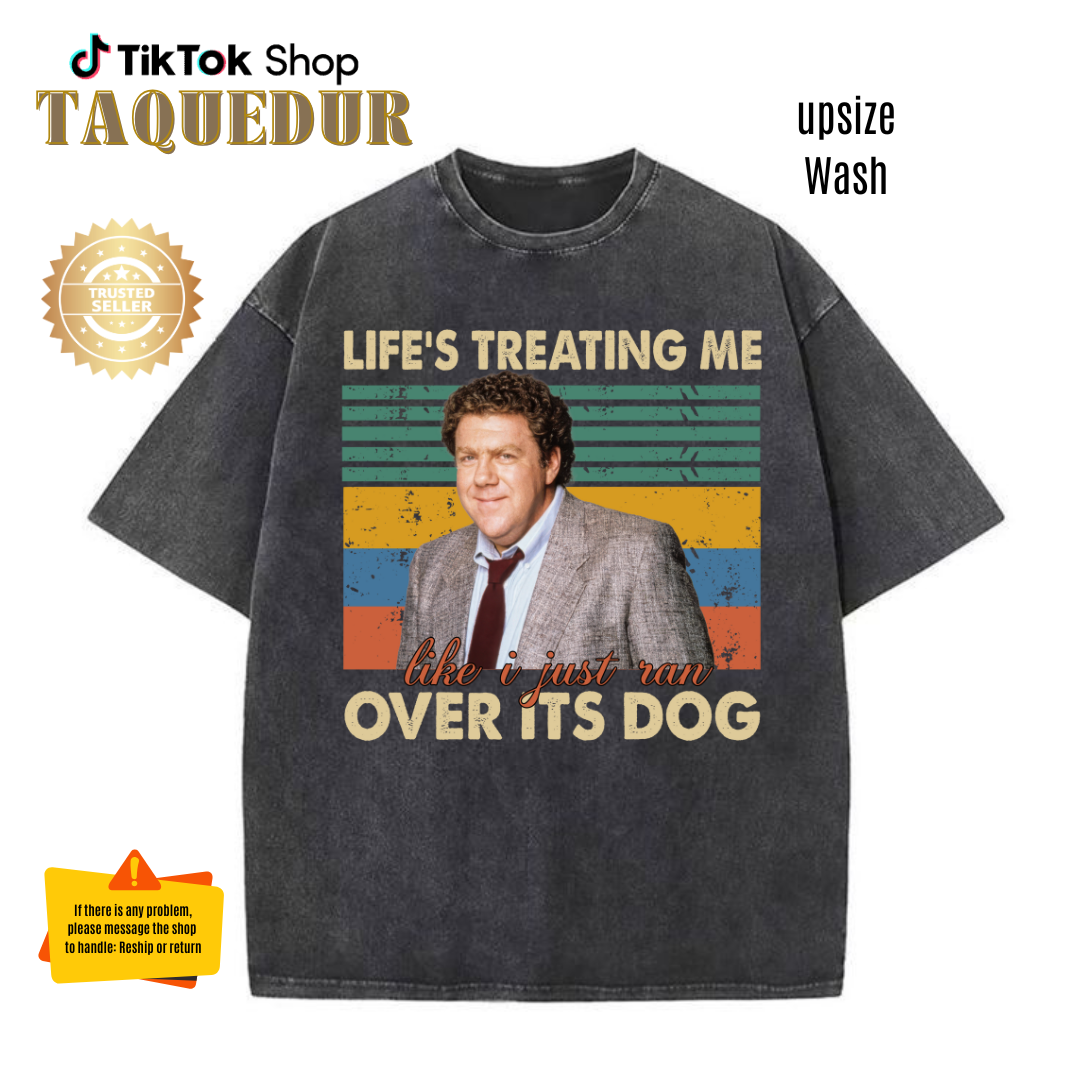 TikTok Shop
TAQUEDUR
upsize
Wash
TRUSTED
SELLER
LIFE'S TREATING ME
like i just ran
OVER ITS DOG
If there is any problem,
please message the shop
to handle: Reship or return